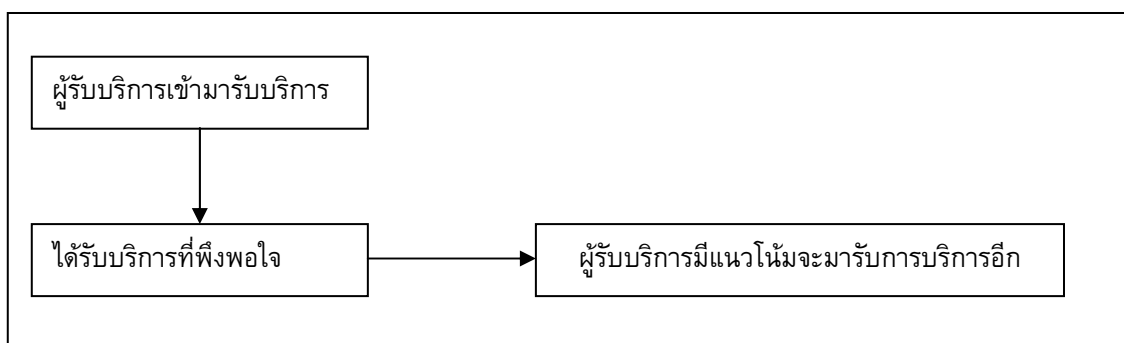 ผู้รับบริการเข้ามารับบริการ
ได้รับบริการที่พึงพอใจ
ผู้รับบริการมีแนวโน้มจะมารับการบริการอีก